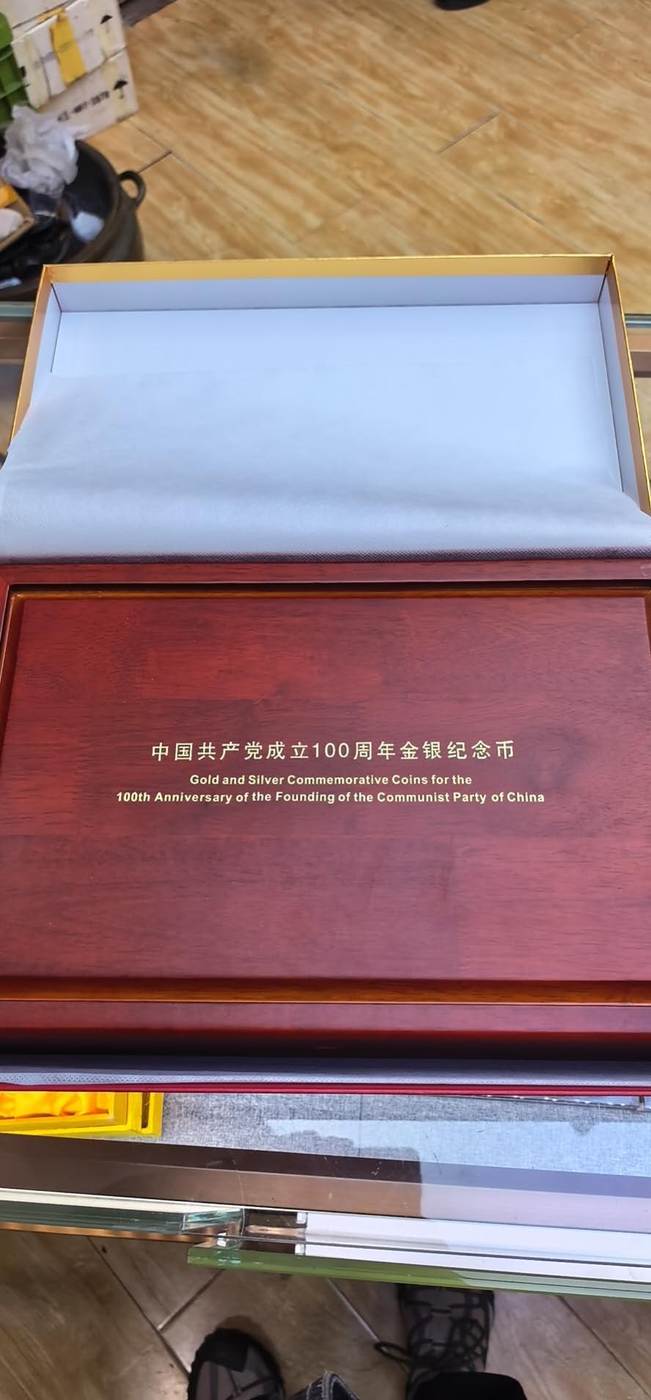 中国共产党成立100周年金银纪念币
Gold and Silver Commemorative Coins for the
100th Anniversary of the Founding of the Communist Party of China